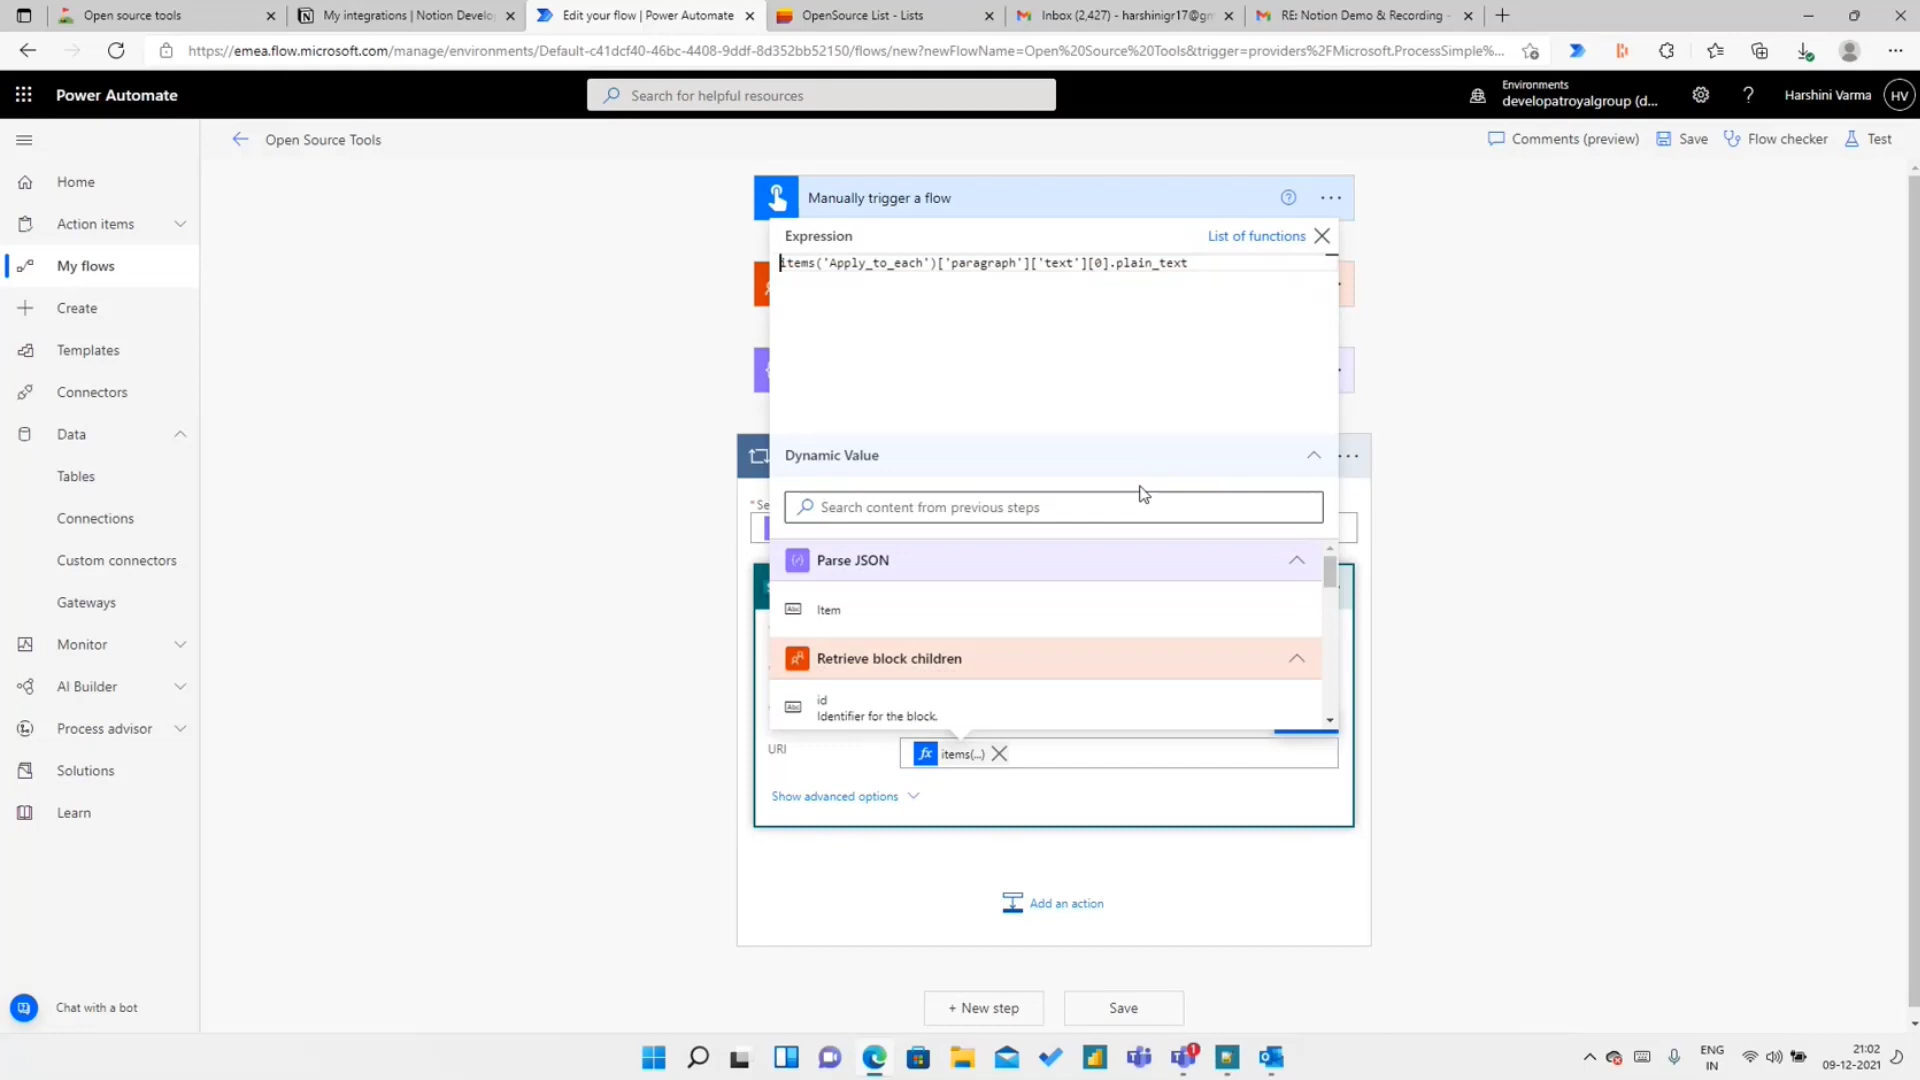 Open source tools
My integrations | Notion Develo
Edit your flow | Power Automate
OpenSource List - Lists
Inbox (2,427) - harshinigr17@gm
RE: Notion Demo & Recording -
https://emea.flow.microsoft.com/manage/environments/Default-c41dcf40-46bc-4408-9ddf-8d352bb52150/flows/new?newFlowName=Open%20Source%20Tools&trigger=providers%2FMicrosoft.ProcessSimple%...
Power Automate
Search for helpful resources
Environments
developatroyalgroup (d...
?
Harshini Varma
HV
Open Source Tools
Comments (preview)
Save
Flow checker
Test
Home
Action items
My flows
Create
Templates
Connectors
Data
Tables
Connections
Custom connectors
Gateways
Monitor
AI Builder
Process advisor
Solutions
Learn
Chat with a bot
Manually trigger a flow
Expression
List of functions
items('Apply_to_each')['paragraph']['text'][0].plain_text
Dynamic Value
* Se
Search content from previous steps
Parse JSON
Abc
Item
Retrieve block children
Abc
id
Identifier for the block.
URI
fx items(...)
Show advanced options
Add an action
+ New step
Save
1
ENG
IN
21:02
09-12-2021